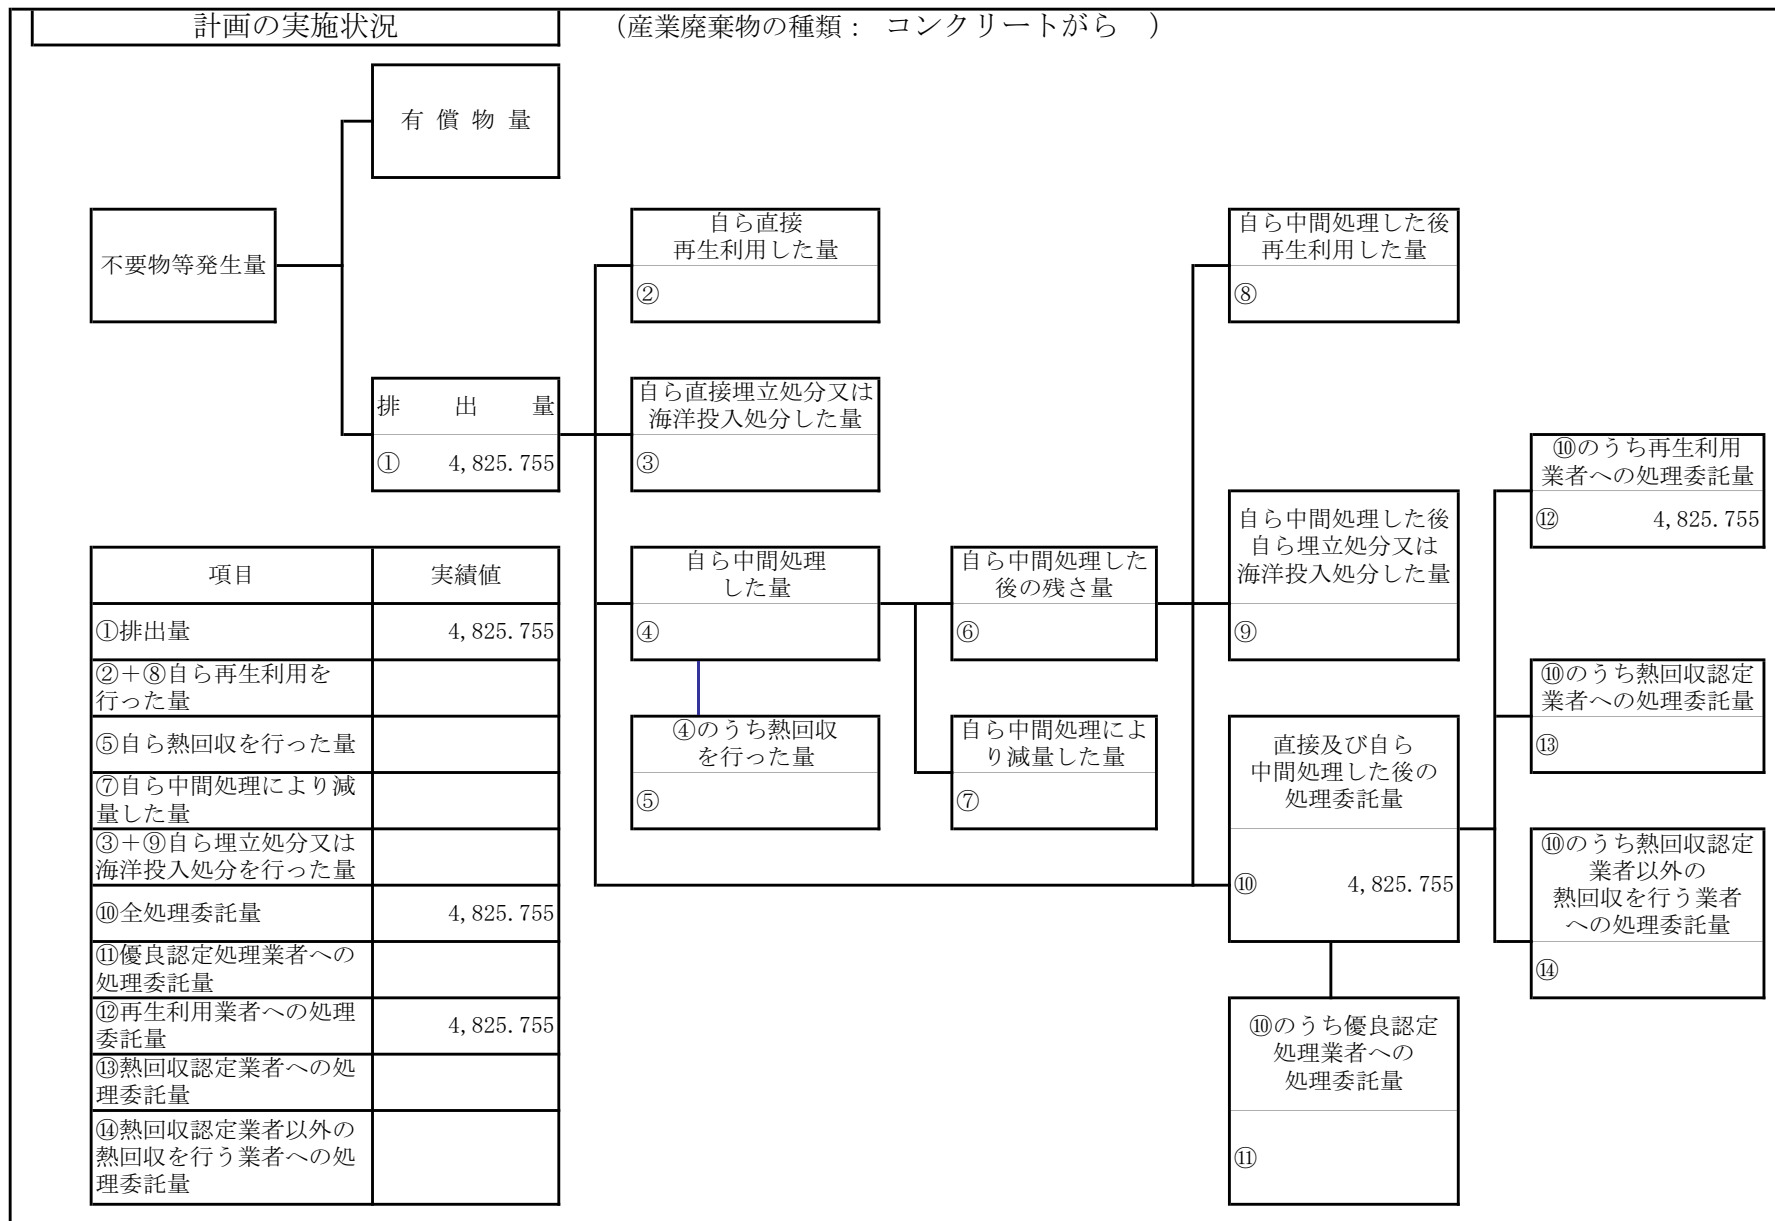 計画の実施状況
(産業廃棄物の種類： コンクリートがら )
有 償 物 量
不要物等発生量
自ら直接
再生利用した量
②
自ら中間処理した後
再生利用した量
⑧
排 出 量
① 4,825.755
自ら直接埋立処分又は
海洋投入処分した量
③
⑩のうち再生利用
業者への処理委託量
⑫ 4,825.755
自ら中間処理した後
自ら埋立処分又は
海洋投入処分した量
⑨
自ら中間処理
した量
④
自ら中間処理した
後の残さ量
⑥
⑩のうち熱回収認定
業者への処理委託量
⑬
④のうち熱回収
を行った量
⑤
自ら中間処理によ
り減量した量
⑦
直接及び自ら
中間処理した後の
処理委託量
⑩ 4,825.755
⑩のうち熱回収認定
業者以外の
熱回収を行う業者
への処理委託量
⑭
⑩のうち優良認定
処理業者への
処理委託量
⑪
項目 実績値
①排出量 4,825.755
②＋⑧自ら再生利用を
行った量
⑤自ら熱回収を行った量
⑦自ら中間処理により減
量した量
③＋⑨自ら埋立処分又は
海洋投入処分を行った量
⑩全処理委託量 4,825.755
⑪優良認定処理業者への
処理委託量
⑫再生利用業者への処理
委託量 4,825.755
⑬熱回収認定業者への処
理委託量
⑭熱回収認定業者以外の
熱回収を行う業者への処
理委託量